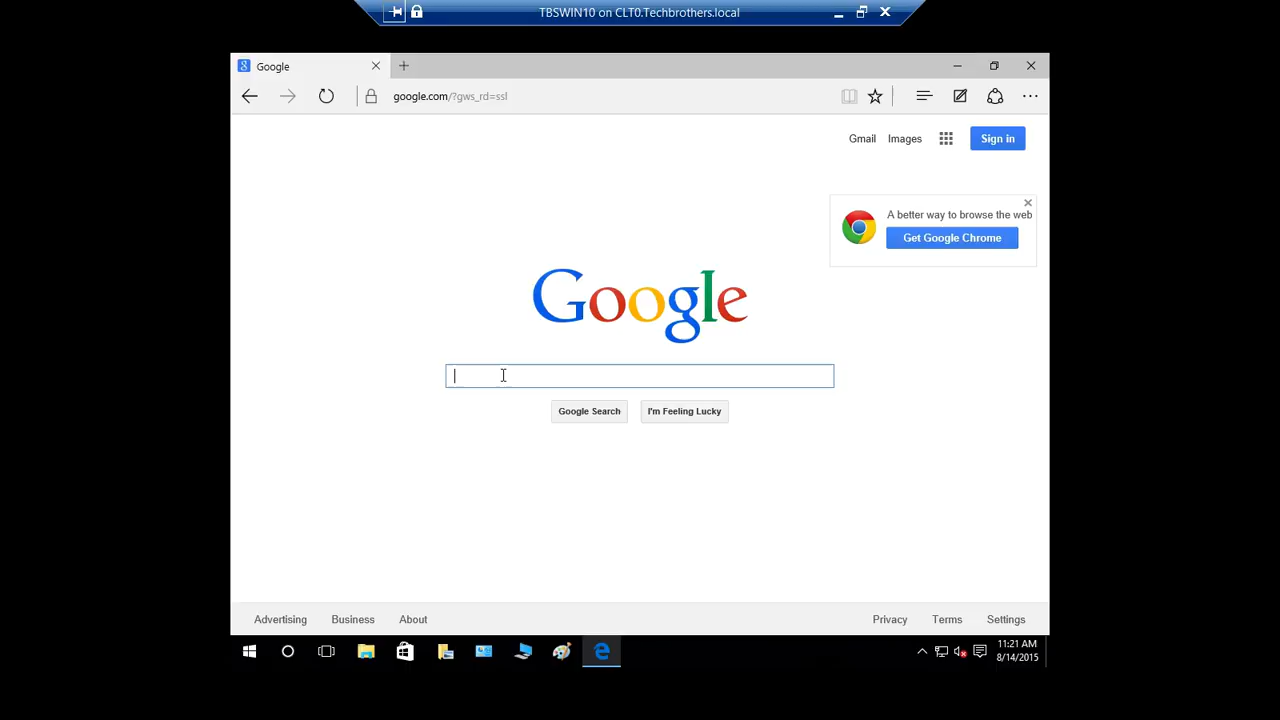 TBSWIN10 on CLT0.Techbrothers.local
Google
google.com/?gws_rd=ssl
Gmail Images Sign in
A better way to browse the web
Get Google Chrome
Google
Google Search I'm Feeling Lucky
Advertising Business About Privacy Terms Settings
11:21 AM
8/14/2015